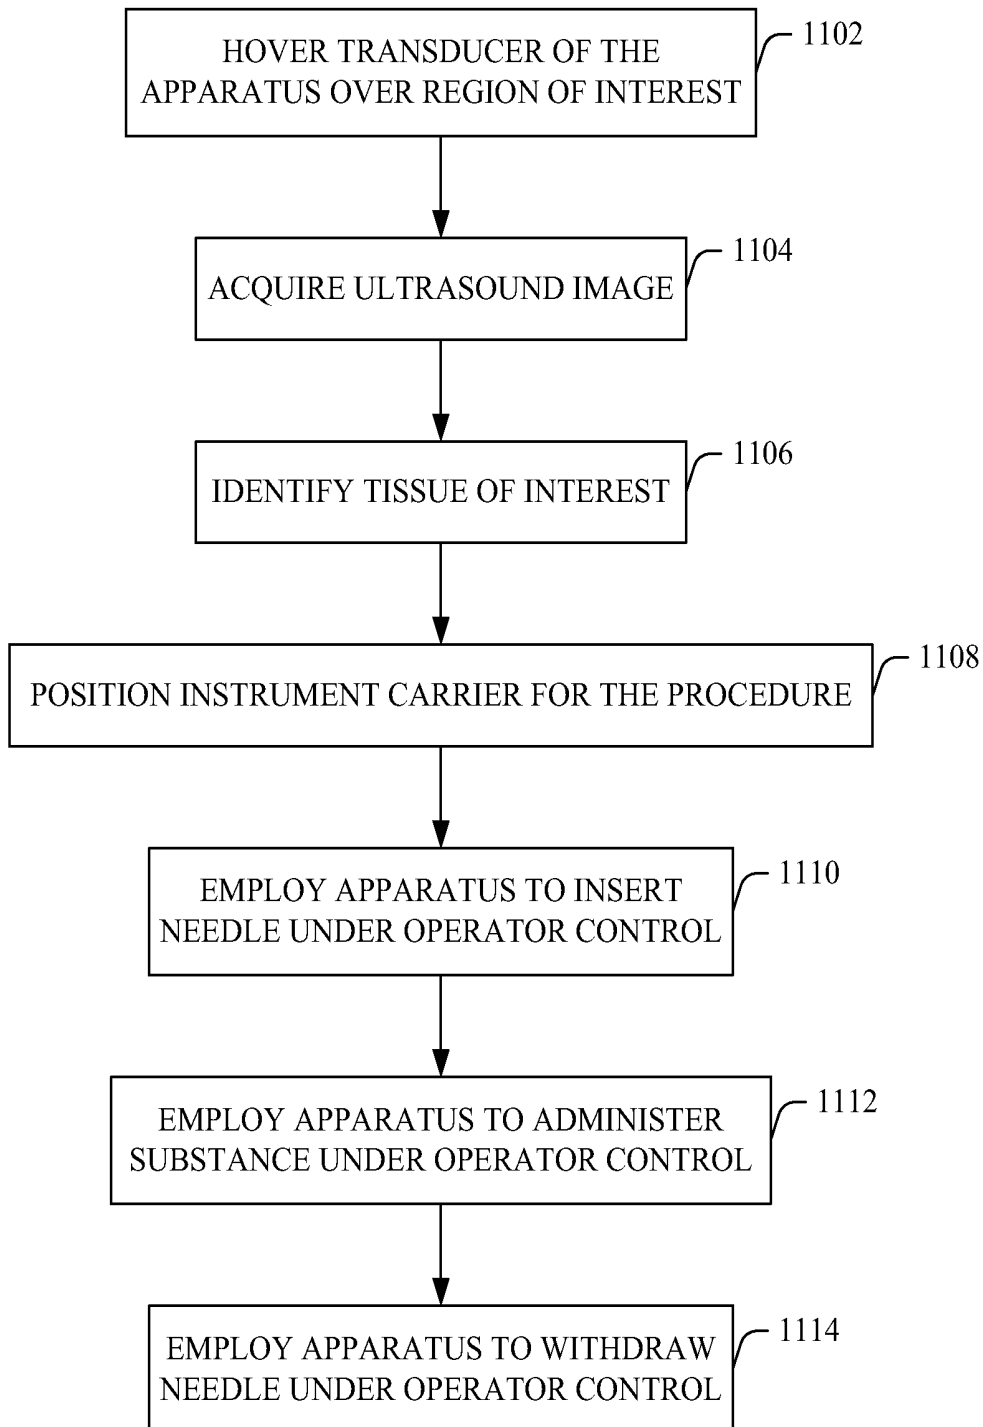 HOVER TRANSDUCER OF THE
APPARATUS OVER REGION OF INTEREST
1102
ACQUIRE ULTRASOUND IMAGE
1104
IDENTIFY TISSUE OF INTEREST
1106
POSITION INSTRUMENT CARRIER FOR THE PROCEDURE
1108
EMPLOY APPARATUS TO INSERT
NEEDLE UNDER OPERATOR CONTROL
1110
EMPLOY APPARATUS TO ADMINISTER
SUBSTANCE UNDER OPERATOR CONTROL
1112
EMPLOY APPARATUS TO WITHDRAW
NEEDLE UNDER OPERATOR CONTROL
1114